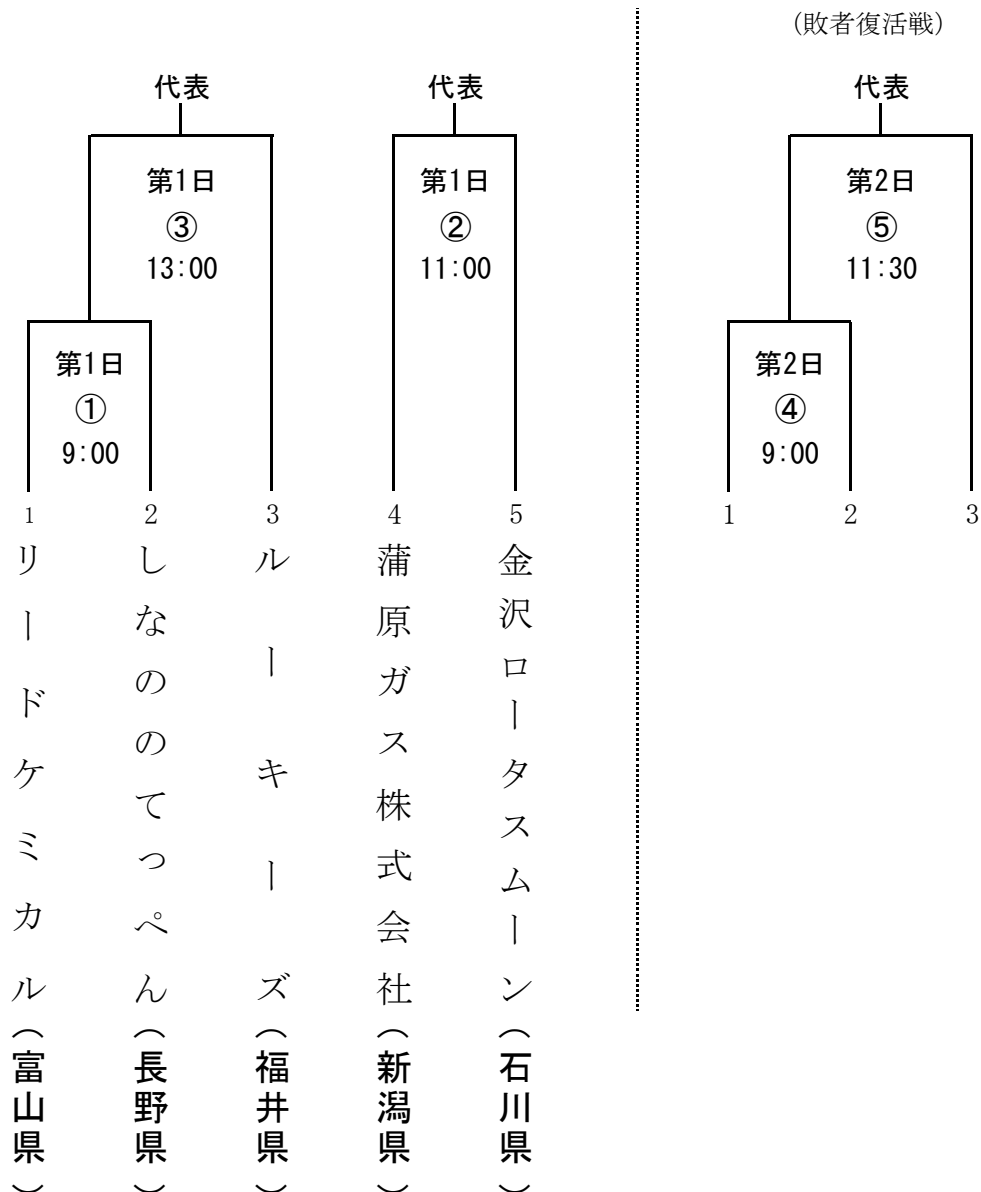 (敗者復活戦)
代表
代表
代表
第1日
③
13:00
第1日
②
11:00
第2日
⑤
11:30
第1日
①
9:00
第2日
④
9:00
1
2
3
4
5
1
2
3
リードケミカル(富山県)
しなののてっぺん(長野県)
ルーキーズ(福井県)
蒲原ガス株式会社(新潟県)
金沢ロータスムーン(石川県)